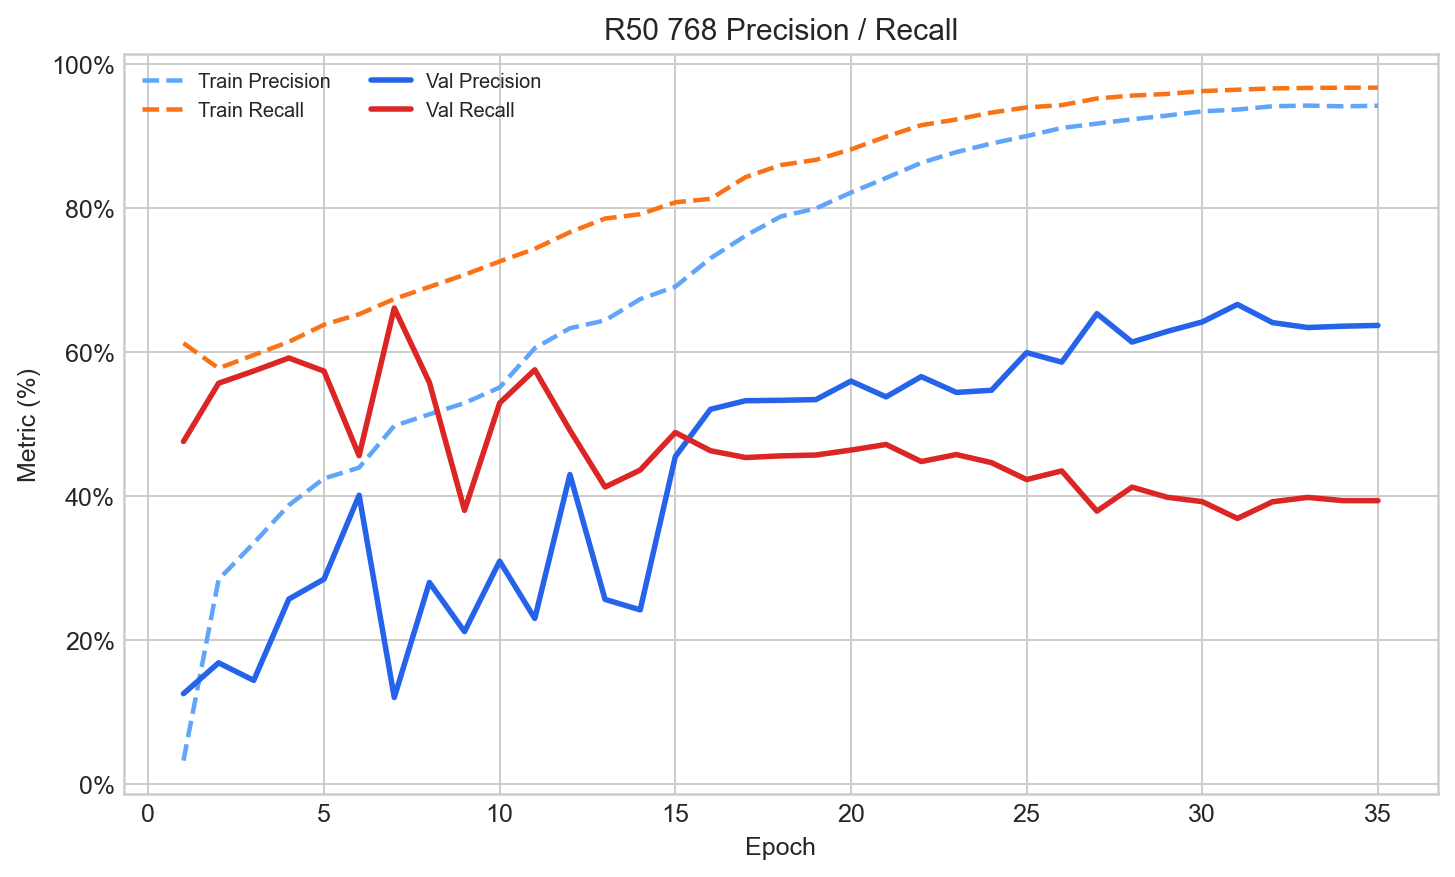 R50 768 Precision / Recall
Train Precision
Train Recall
Val Precision
Val Recall
Metric (%)
100%
80%
60%
40%
20%
0%
0 5 10 15 20 25 30 35
Epoch